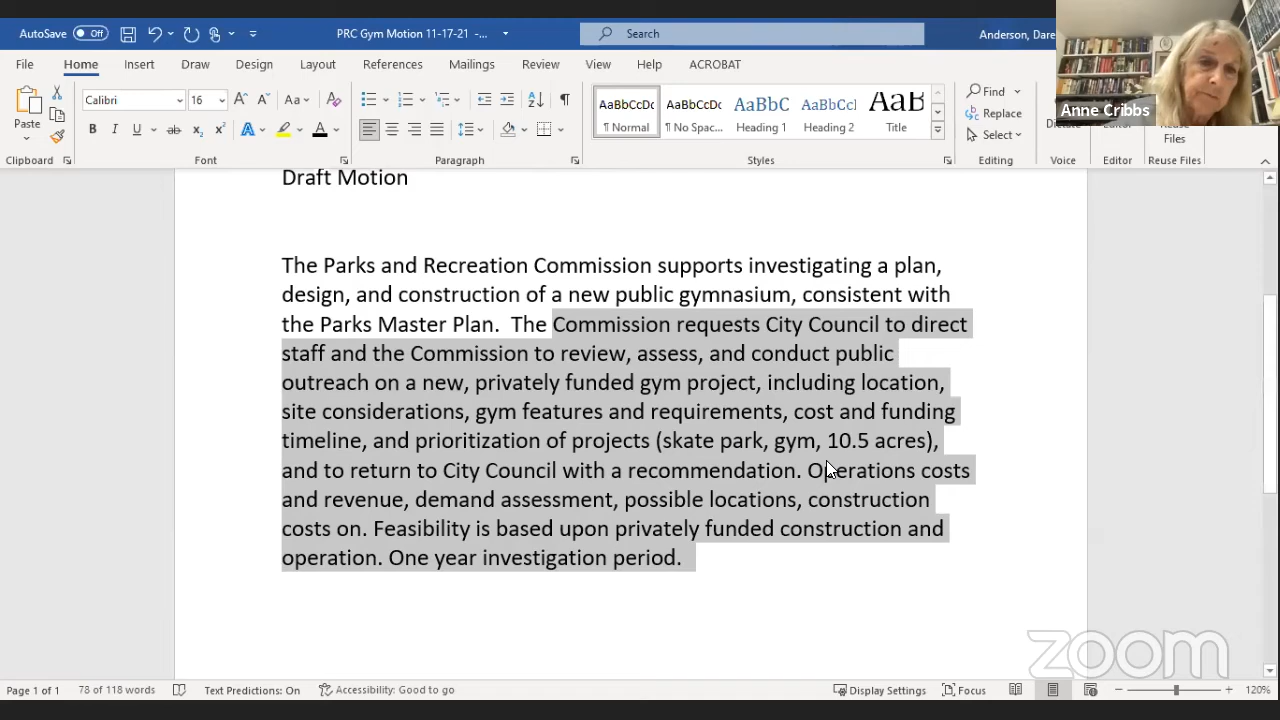 AutoSave Off PRC Gym Motion 11-17-21 -... Search Anderson, Dare
File Home Insert Draw Design Layout References Mailings Review View Help ACROBAT
Anne Cribbs
Calibri 16 Aa
AaBbCcDc AaBbCcDc AaBbC AaBbCcI AaB
Find
Replace
Select
Paste
B I U ab x2 x2 A A
¶ Normal ¶ No Spac... Heading 1 Heading 2 Title
Dictate Editor Reuse
Files
Clipboard Font Paragraph Styles Editing Voice Editor Reuse Files
Draft Motion
The Parks and Recreation Commission supports investigating a plan,
design, and construction of a new public gymnasium, consistent with
the Parks Master Plan.  The Commission requests City Council to direct
staff and the Commission to review, assess, and conduct public
outreach on a new, privately funded gym project, including location,
site considerations, gym features and requirements, cost and funding
timeline, and prioritization of projects (skate park, gym, 10.5 acres),
and to return to City Council with a recommendation. Operations costs
and revenue, demand assessment, possible locations, construction
costs on. Feasibility is based upon privately funded construction and
operation. One year investigation period.
zoom
Page 1 of 1 78 of 118 words Text Predictions: On Accessibility: Good to go Display Settings Focus 120%